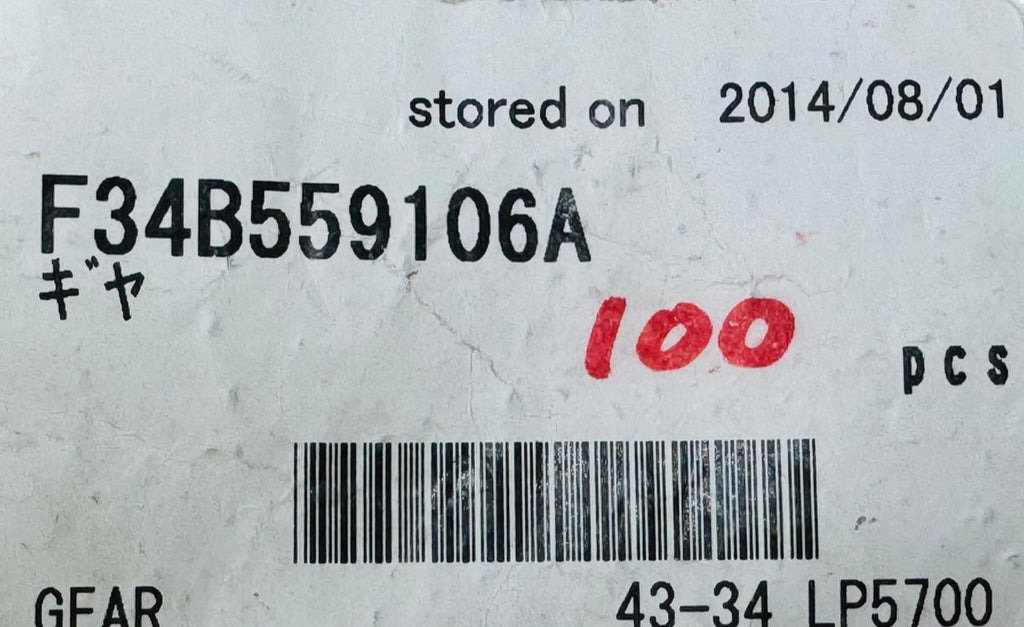 stored on 2014/08/01
F34B559106A
ギヤ
100 pcs
GEAR 43-34 LP5700